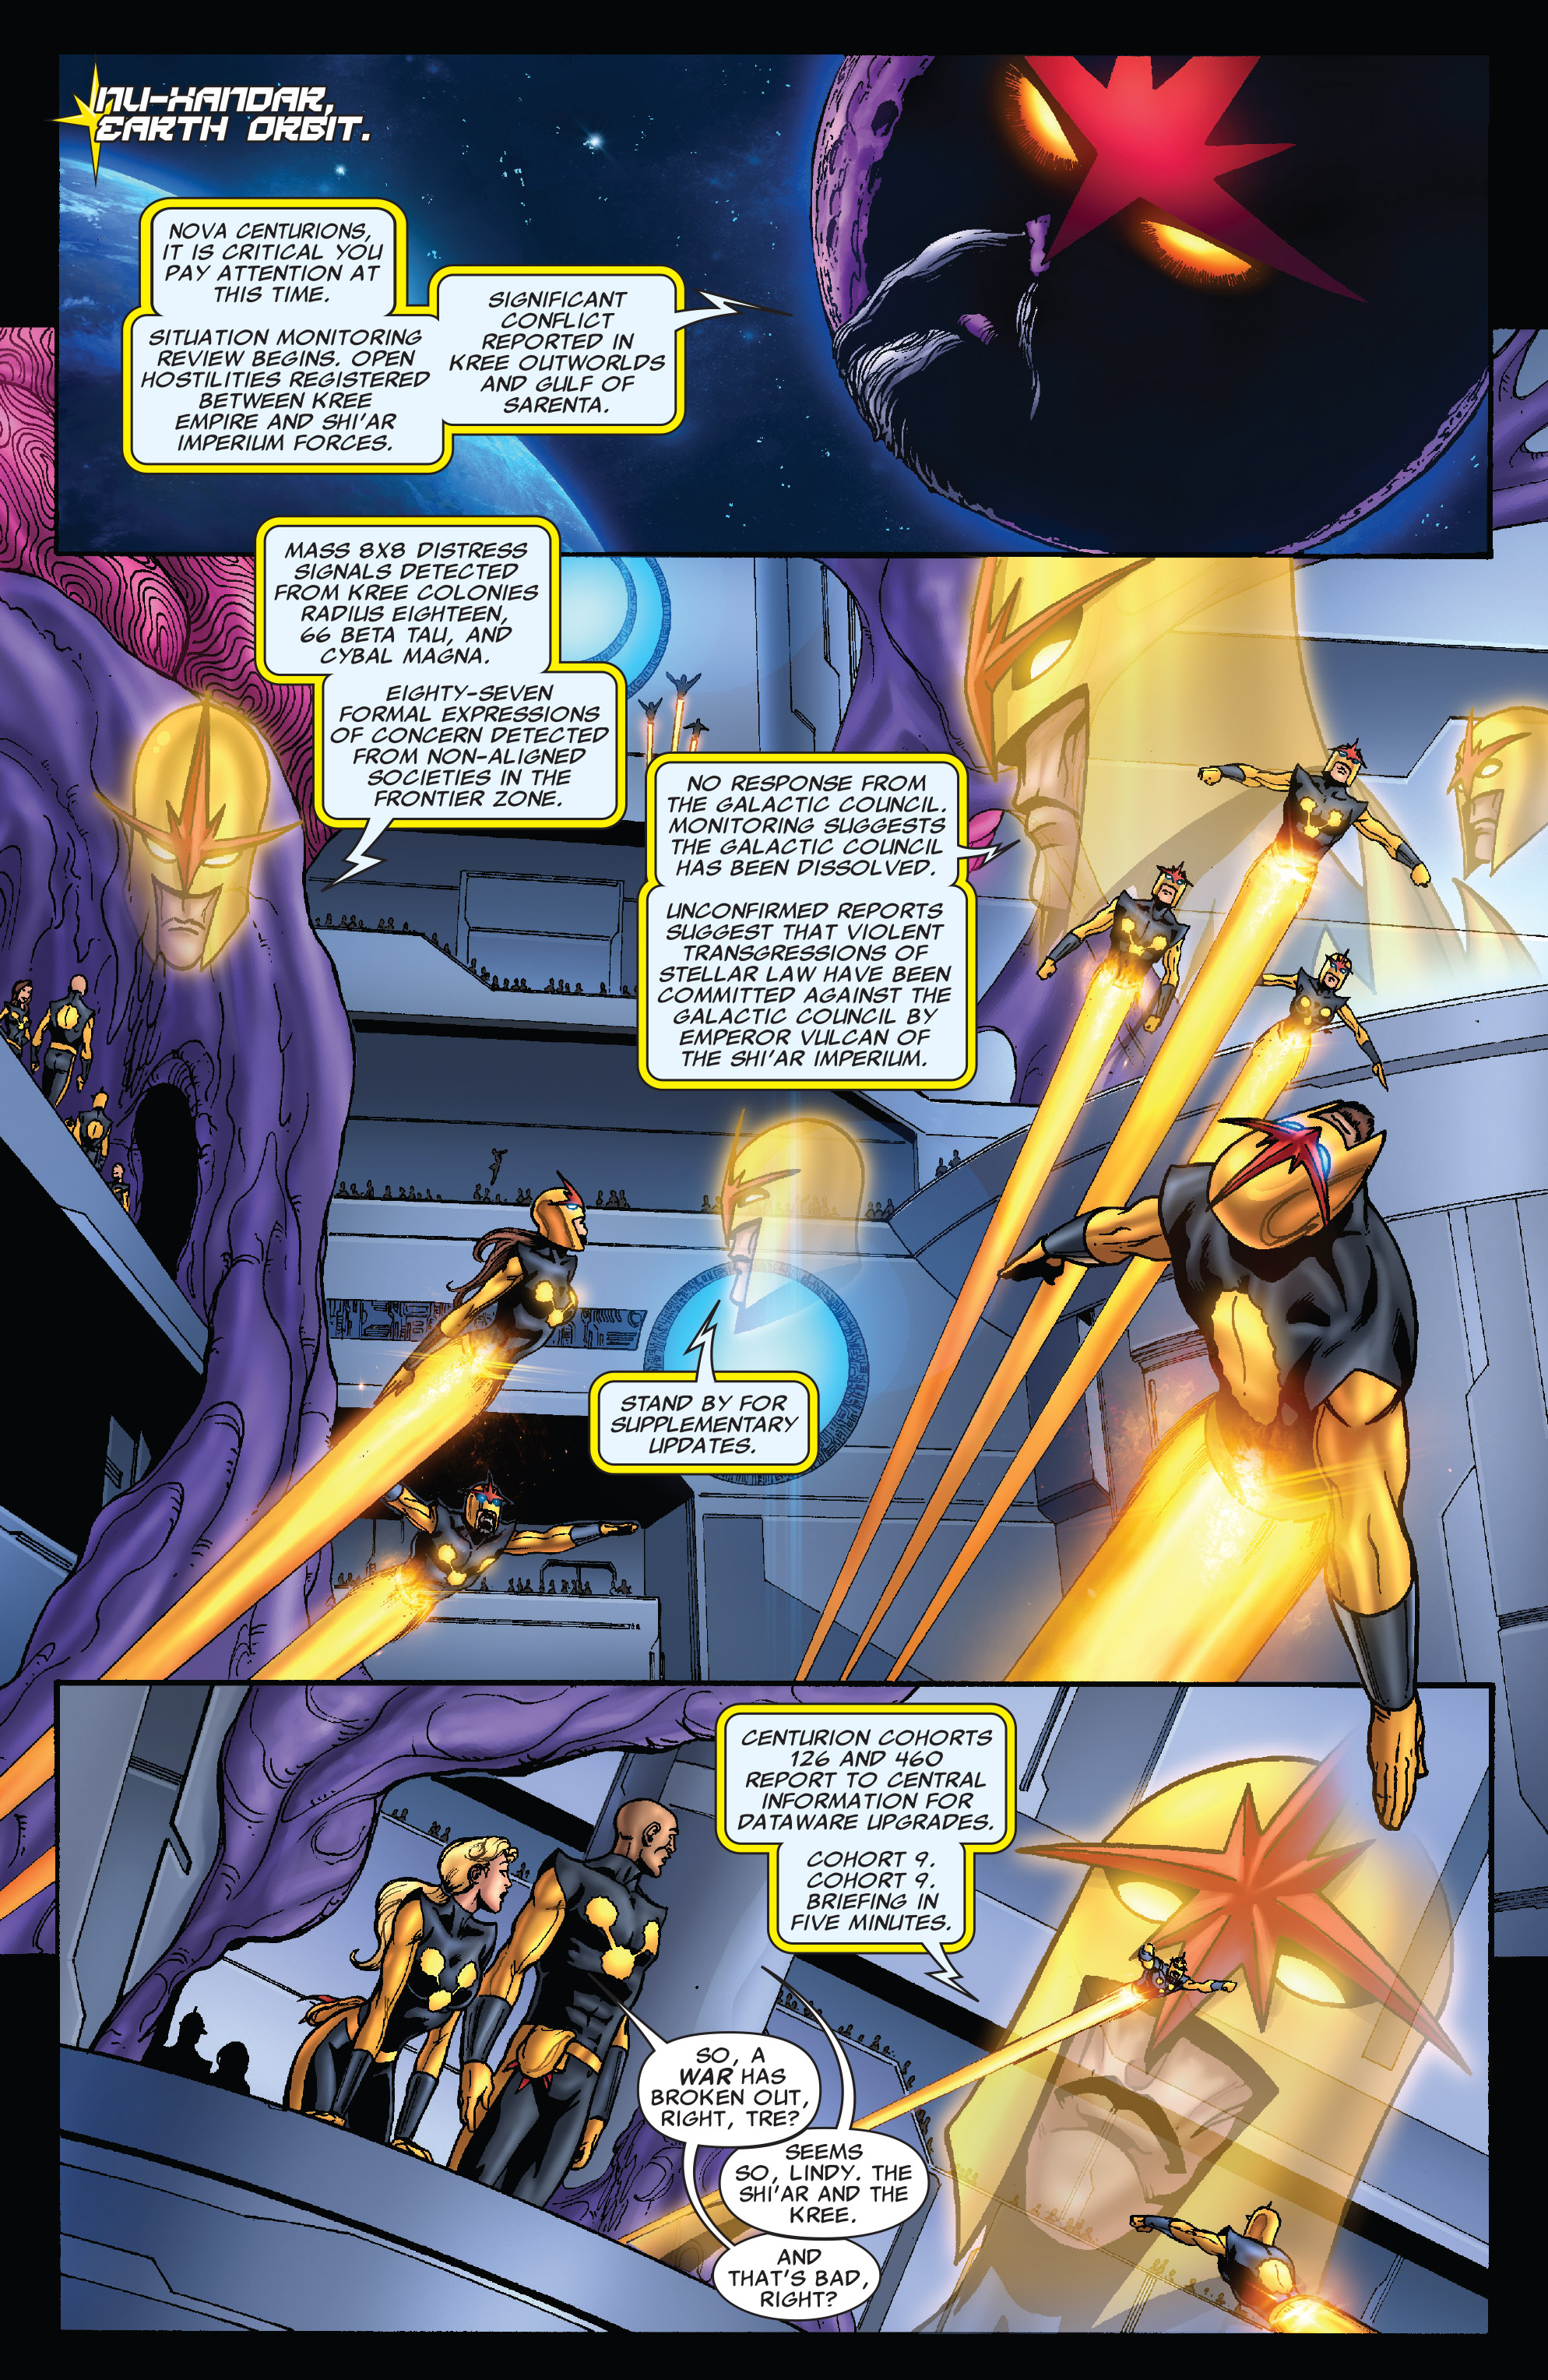 NU-XANDAR,
EARTH ORBIT.
NOVA CENTURIONS,
IT IS CRITICAL YOU
PAY ATTENTION AT
THIS TIME.
SITUATION MONITORING
REVIEW BEGINS. OPEN
HOSTILITIES REGISTERED
BETWEEN KREE
EMPIRE AND SHI'AR
IMPERIUM FORCES.
SIGNIFICANT
CONFLICT
REPORTED IN
KREE OUTWORLDS
AND GULF OF
SARENTA.
MASS 8X8 DISTRESS
SIGNALS DETECTED
FROM KREE COLONIES
RADIUS EIGHTEEN,
66 BETA TAU, AND
CYBAL MAGNA.
EIGHTY-SEVEN
FORMAL EXPRESSIONS
OF CONCERN DETECTED
FROM NON-ALIGNED
SOCIETIES IN THE
FRONTIER ZONE.
NO RESPONSE FROM
THE GALACTIC COUNCIL.
MONITORING SUGGESTS
THE GALACTIC COUNCIL
HAS BEEN DISSOLVED.
UNCONFIRMED REPORTS
SUGGEST THAT VIOLENT
TRANSGRESSIONS OF
STELLAR LAW HAVE BEEN
COMMITTED AGAINST THE
GALACTIC COUNCIL BY
EMPEROR VULCAN OF
THE SHI'AR IMPERIUM.
STAND BY FOR
SUPPLEMENTARY
UPDATES.
CENTURION COHORTS
126 AND 460
REPORT TO CENTRAL
INFORMATION FOR
DATAWARE UPGRADES.
COHORT 9.
COHORT 9.
BRIEFING IN
FIVE MINUTES.
SO, A
WAR HAS
BROKEN OUT,
RIGHT, TRE?
SEEMS
SO, LINDY. THE
SHI'AR AND THE
KREE.
AND
THAT'S BAD,
RIGHT?